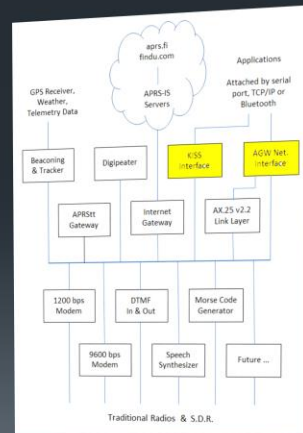 aprs.fi
findu.com
APRS-IS
Servers
Applications
Attached by serial
port, TCP/IP or
Bluetooth
GPS Receiver,
Weather,
Telemetry Data
Beaconing
& Tracker
Digipeater
KISS
Interface
AGW Net.
Interface
APRStt
Gateway
Internet
Gateway
AX.25 v2.2
Link Layer
1200 bps
Modem
DTMF
In & Out
Morse Code
Generator
9600 bps
Modem
Speech
Synthesizer
Future ...
Traditional Radios & S.D.R.